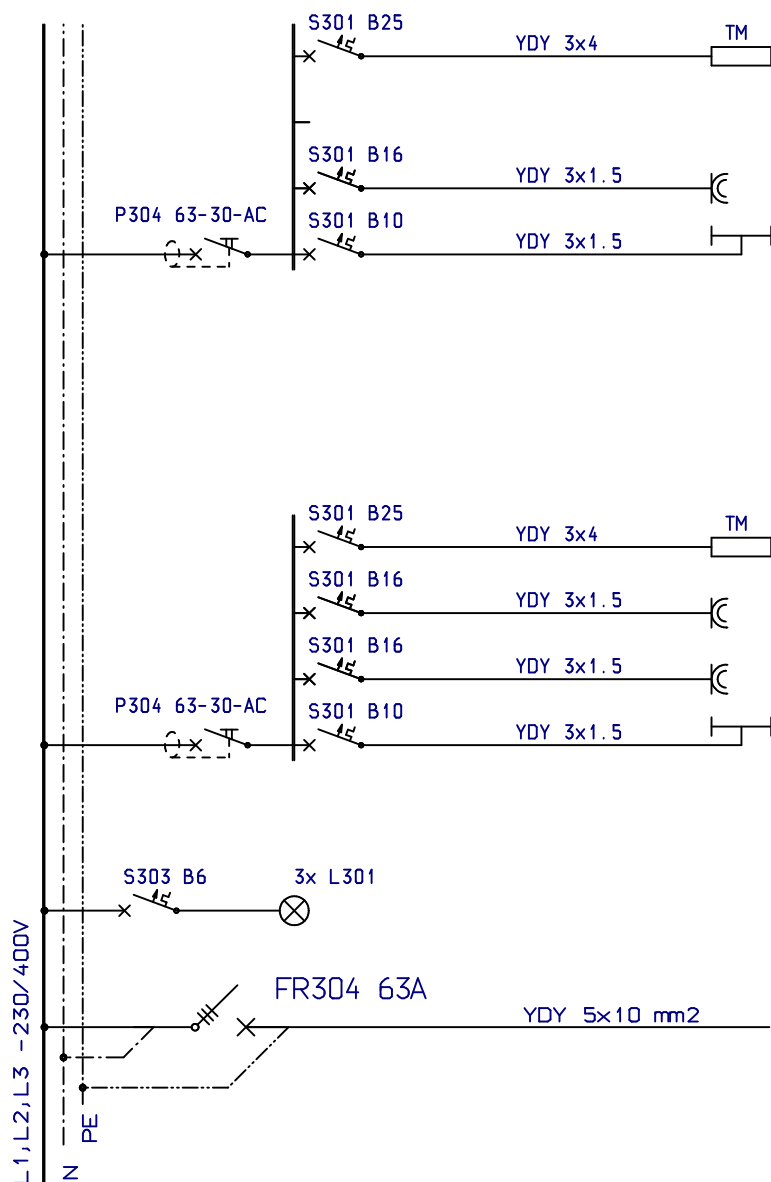 S301 B25
YDY 3x4
TM
S301 B16
YDY 3x1.5
P304 63-30-AC
S301 B10
YDY 3x1.5
S301 B25
YDY 3x4
TM
S301 B16
YDY 3x1.5
S301 B16
YDY 3x1.5
P304 63-30-AC
S301 B10
YDY 3x1.5
S303 B6
3x L301
FR304 63A
YDY 5x10 mm2
L1,L2,L3 -230/400V
N
PE